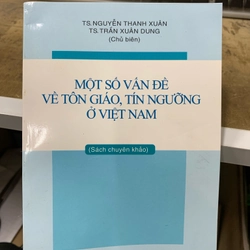 TS.NGUYỄN THANH XUÂN
TS.TRẦN XUÂN DUNG
(Chủ biên)
MỘT SỐ VẤN ĐỀ
VỀ TÔN GIÁO, TÍN NGƯỠNG
Ở VIỆT NAM
(Sách chuyên khảo)